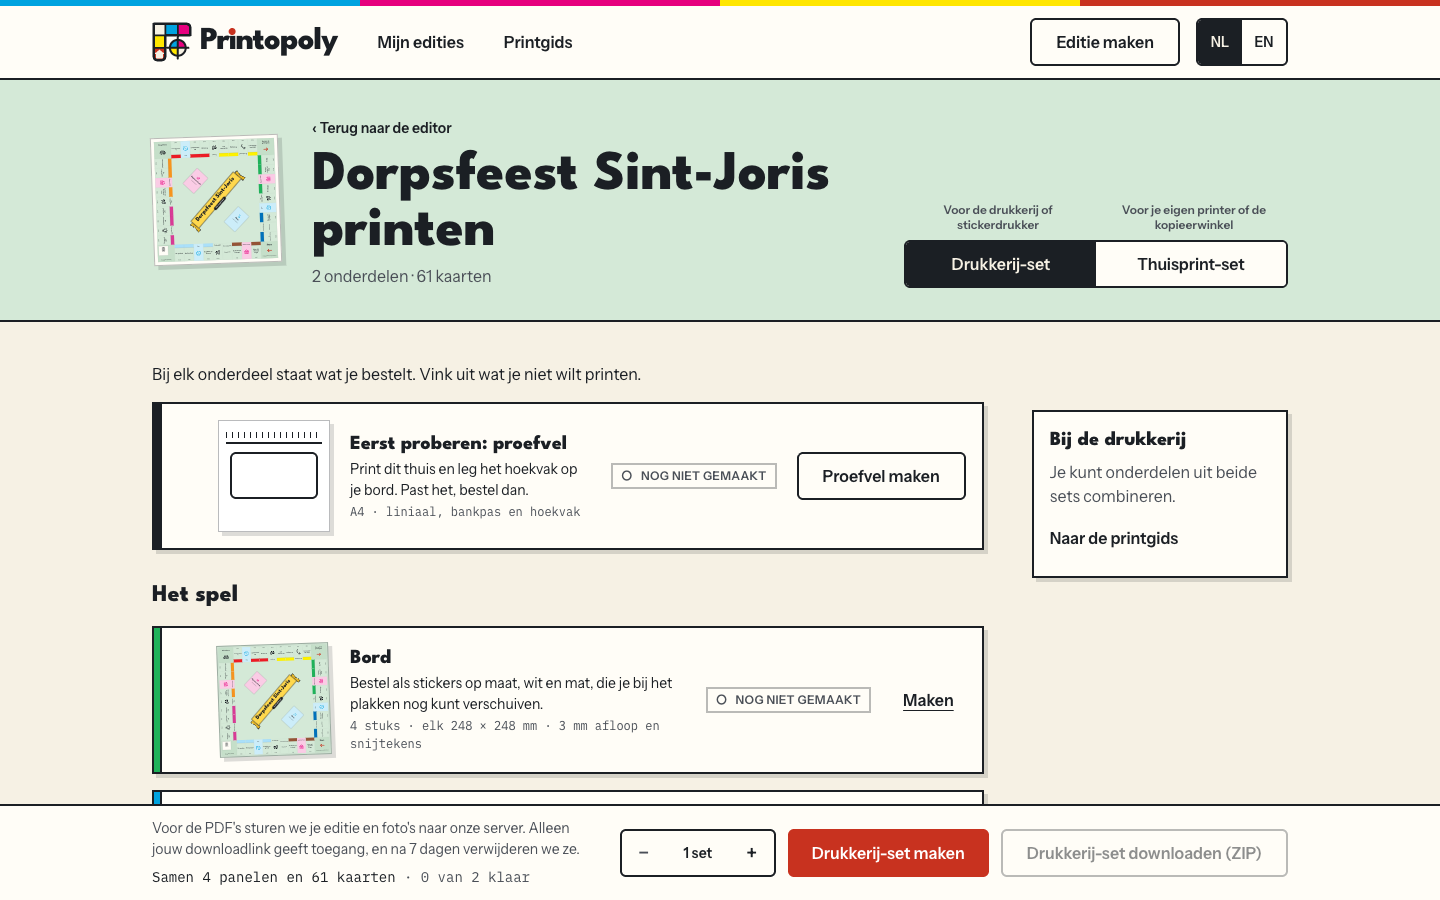 Printopoly
Mijn edities
Printgids
Editie maken
NL
EN
‹ Terug naar de editor
Dorpsfeest Sint-Joris
printen
2 onderdelen · 61 kaarten
Voor de drukkerij of
stickerdrukker
Voor je eigen printer of de
kopieerwinkel
Drukkerij-set
Thuisprint-set
Dorpsfeest Sint-Joris
Bij elk onderdeel staat wat je bestelt. Vink uit wat je niet wilt printen.
Eerst proberen: proefvel
Print dit thuis en leg het hoekvak op
je bord. Past het, bestel dan.
A4 · liniaal, bankpas en hoekvak
NOG NIET GEMAAKT
Proefvel maken
Bij de drukkerij
Je kunt onderdelen uit beide
sets combineren.
Naar de printgids
Het spel
Dorpsfeest Sint-Joris
Bord
Bestel als stickers op maat, wit en mat, die je bij het
plakken nog kunt verschuiven.
4 stuks · elk 248 × 248 mm · 3 mm afloop en
snijtekens
NOG NIET GEMAAKT
Maken
Voor de PDF's sturen we je editie en foto's naar onze server. Alleen
jouw downloadlink geeft toegang, en na 7 dagen verwijderen we ze.
Samen 4 panelen en 61 kaarten · 0 van 2 klaar
− 1 set +
Drukkerij-set maken
Drukkerij-set downloaden (ZIP)